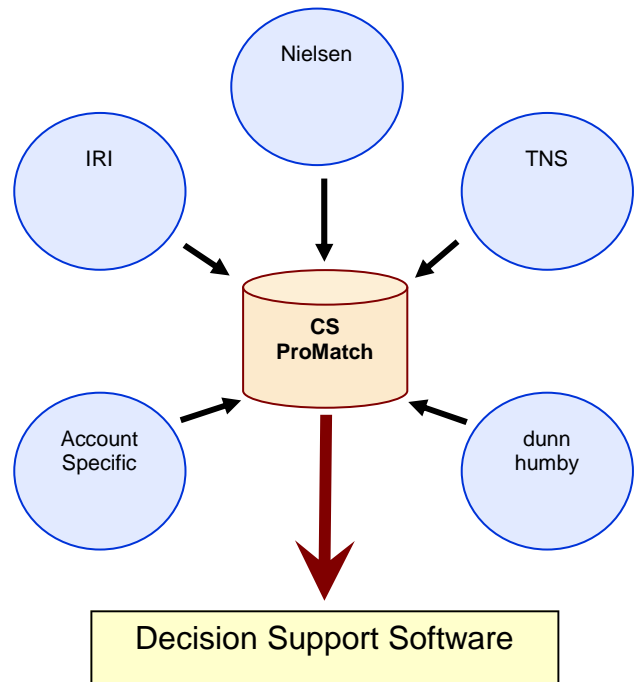 Nielsen
IRI
TNS
CS
ProMatch
Account
Specific
dunn
humby
Decision Support Software